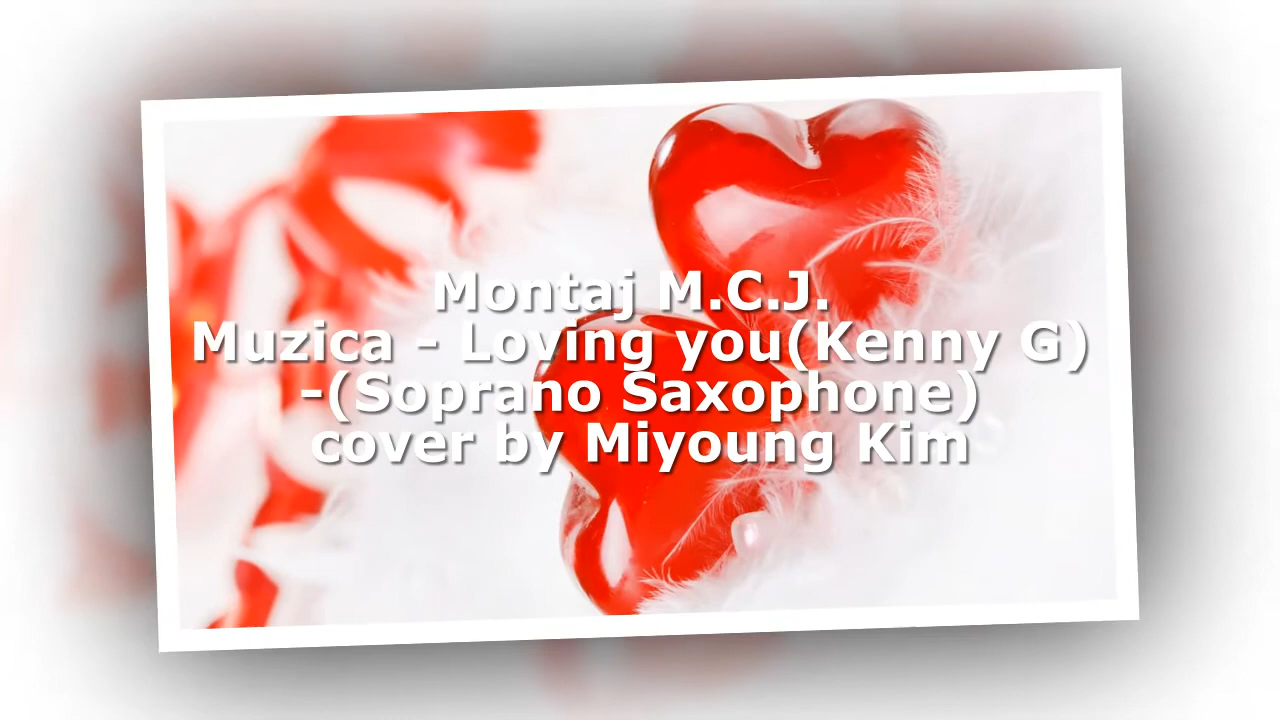 Montaj M.C.J.
Muzica - Loving you(Kenny G)
-(Soprano Saxophone)
cover by Miyoung Kim